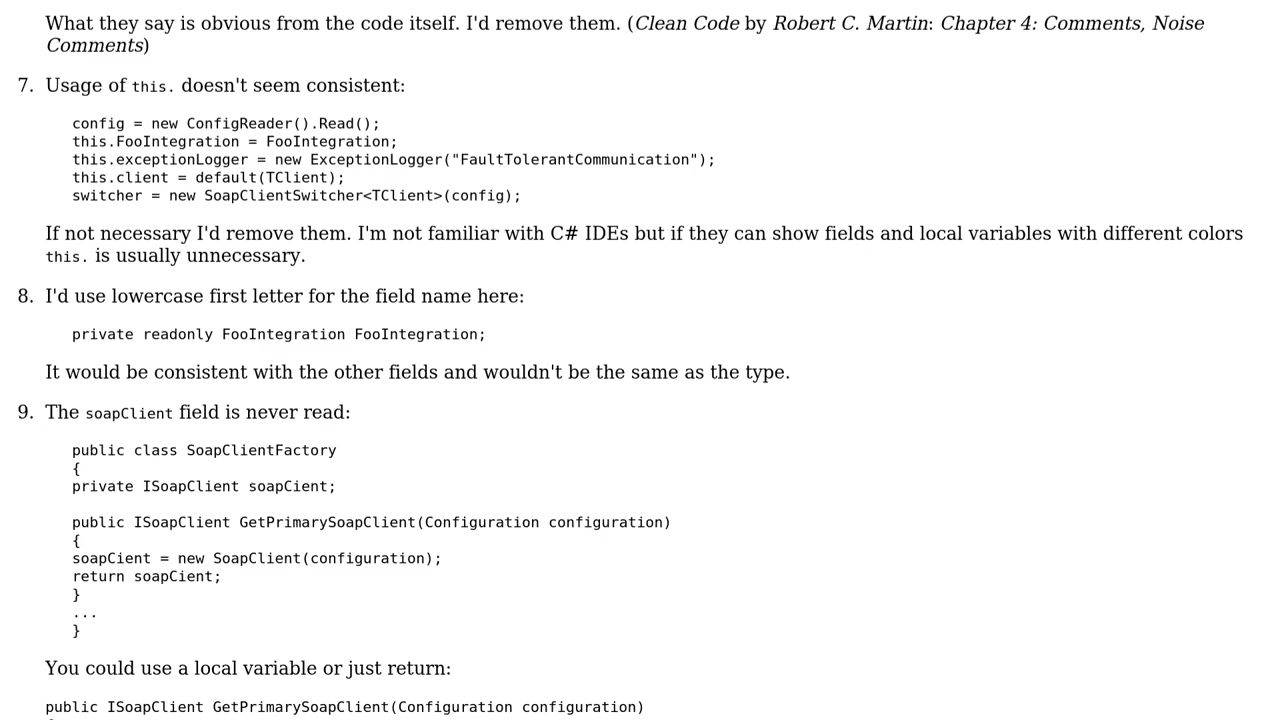 What they say is obvious from the code itself. I'd remove them. (Clean Code by Robert C. Martin: Chapter 4: Comments, Noise
Comments)
7. Usage of this. doesn't seem consistent:
config = new ConfigReader().Read();
this.FooIntegration = FooIntegration;
this.exceptionLogger = new ExceptionLogger("FaultTolerantCommunication");
this.client = default(TClient);
switcher = new SoapClientSwitcher<TClient>(config);
If not necessary I'd remove them. I'm not familiar with C# IDEs but if they can show fields and local variables with different colors
this. is usually unnecessary.
8. I'd use lowercase first letter for the field name here:
private readonly FooIntegration FooIntegration;
It would be consistent with the other fields and wouldn't be the same as the type.
9. The soapClient field is never read:
public class SoapClientFactory
{
private ISoapClient soapCient;
public ISoapClient GetPrimarySoapClient(Configuration configuration)
{
soapCient = new SoapClient(configuration);
return soapCient;
}
...
}
You could use a local variable or just return:
public ISoapClient GetPrimarySoapClient(Configuration configuration)